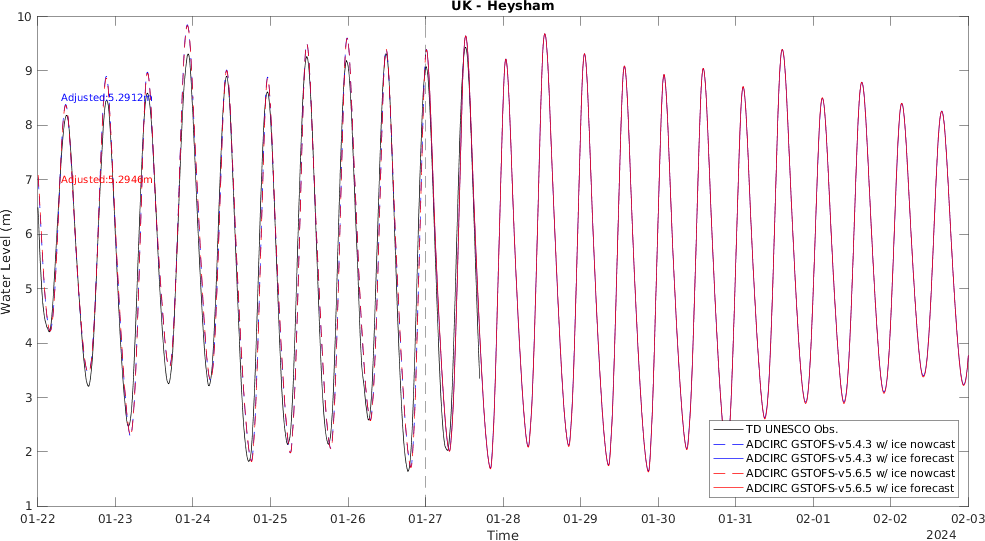 UK - Heysham
10
9
8
7
6
5
4
3
2
1
Water Level (m)
Adjusted:5.2912m
Adjusted:5.2946m
TD UNESCO Obs.
ADCIRC GSTOFS-v5.4.3 w/ ice nowcast
ADCIRC GSTOFS-v5.4.3 w/ ice forecast
ADCIRC GSTOFS-v5.6.5 w/ ice nowcast
ADCIRC GSTOFS-v5.6.5 w/ ice forecast
01-22 01-23 01-24 01-25 01-26 01-27 01-28 01-29 01-30 01-31 02-01 02-02 02-03
Time
2024